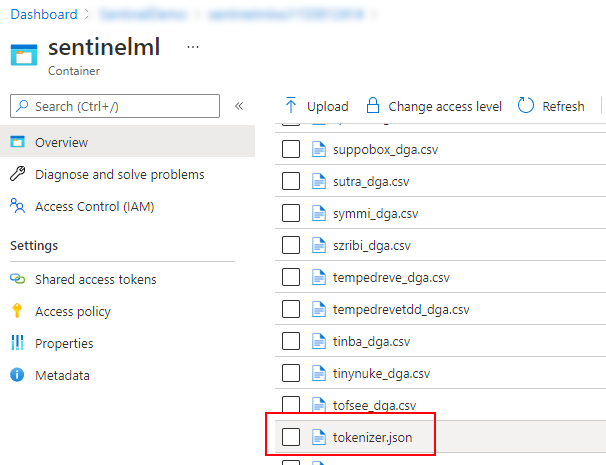 Dashboard
sentinelml
...
Container
Search (Ctrl+/)
«
Overview
Diagnose and solve problems
Access Control (IAM)
Settings
Shared access tokens
Access policy
Properties
Metadata
Upload Change access level Refresh
suppobox_dga.csv
sutra_dga.csv
symmi_dga.csv
szribi_dga.csv
tempedreve_dga.csv
tempedrevetdd_dga.csv
tinba_dga.csv
tinynuke_dga.csv
tofsee_dga.csv
tokenizer.json